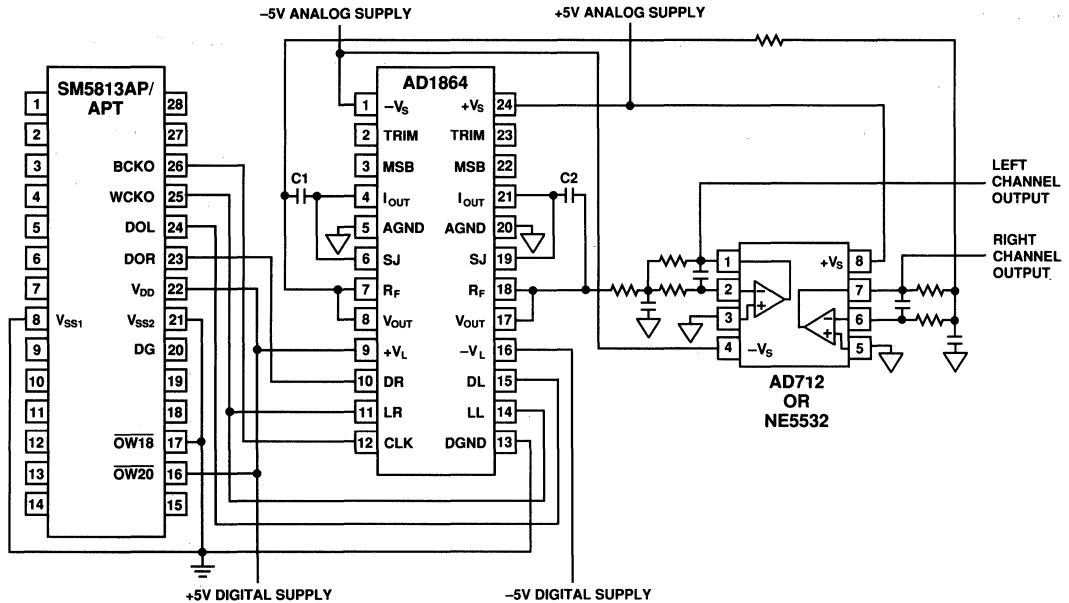 –5V ANALOG SUPPLY
+5V ANALOG SUPPLY
SM5813AP/
APT
1
2
3
4
5
6
7
8 VSS1
9
10
11
12
13
14
28
27
BCKO 26
WCKO 25
DOL 24
DOR 23
VDD 22
VSS2 21
DG 20
19
18
OW18 17
OW20 16
15
C1
AD1864
1 –VS
2 TRIM
3 MSB
4 IOUT
5 AGND
6 SJ
7 RF
8 VOUT
9 +VL
10 DR
11 LR
12 CLK
+VS 24
TRIM 23
MSB 22
IOUT 21
AGND 20
SJ 19
RF 18
VOUT 17
–VL 16
DL 15
LL 14
DGND 13
C2
LEFT
CHANNEL
OUTPUT
RIGHT
CHANNEL
OUTPUT
1
2
3
4 –VS
+VS 8
7
6
5
– +
– +
AD712
OR
NE5532
+5V DIGITAL SUPPLY
–5V DIGITAL SUPPLY